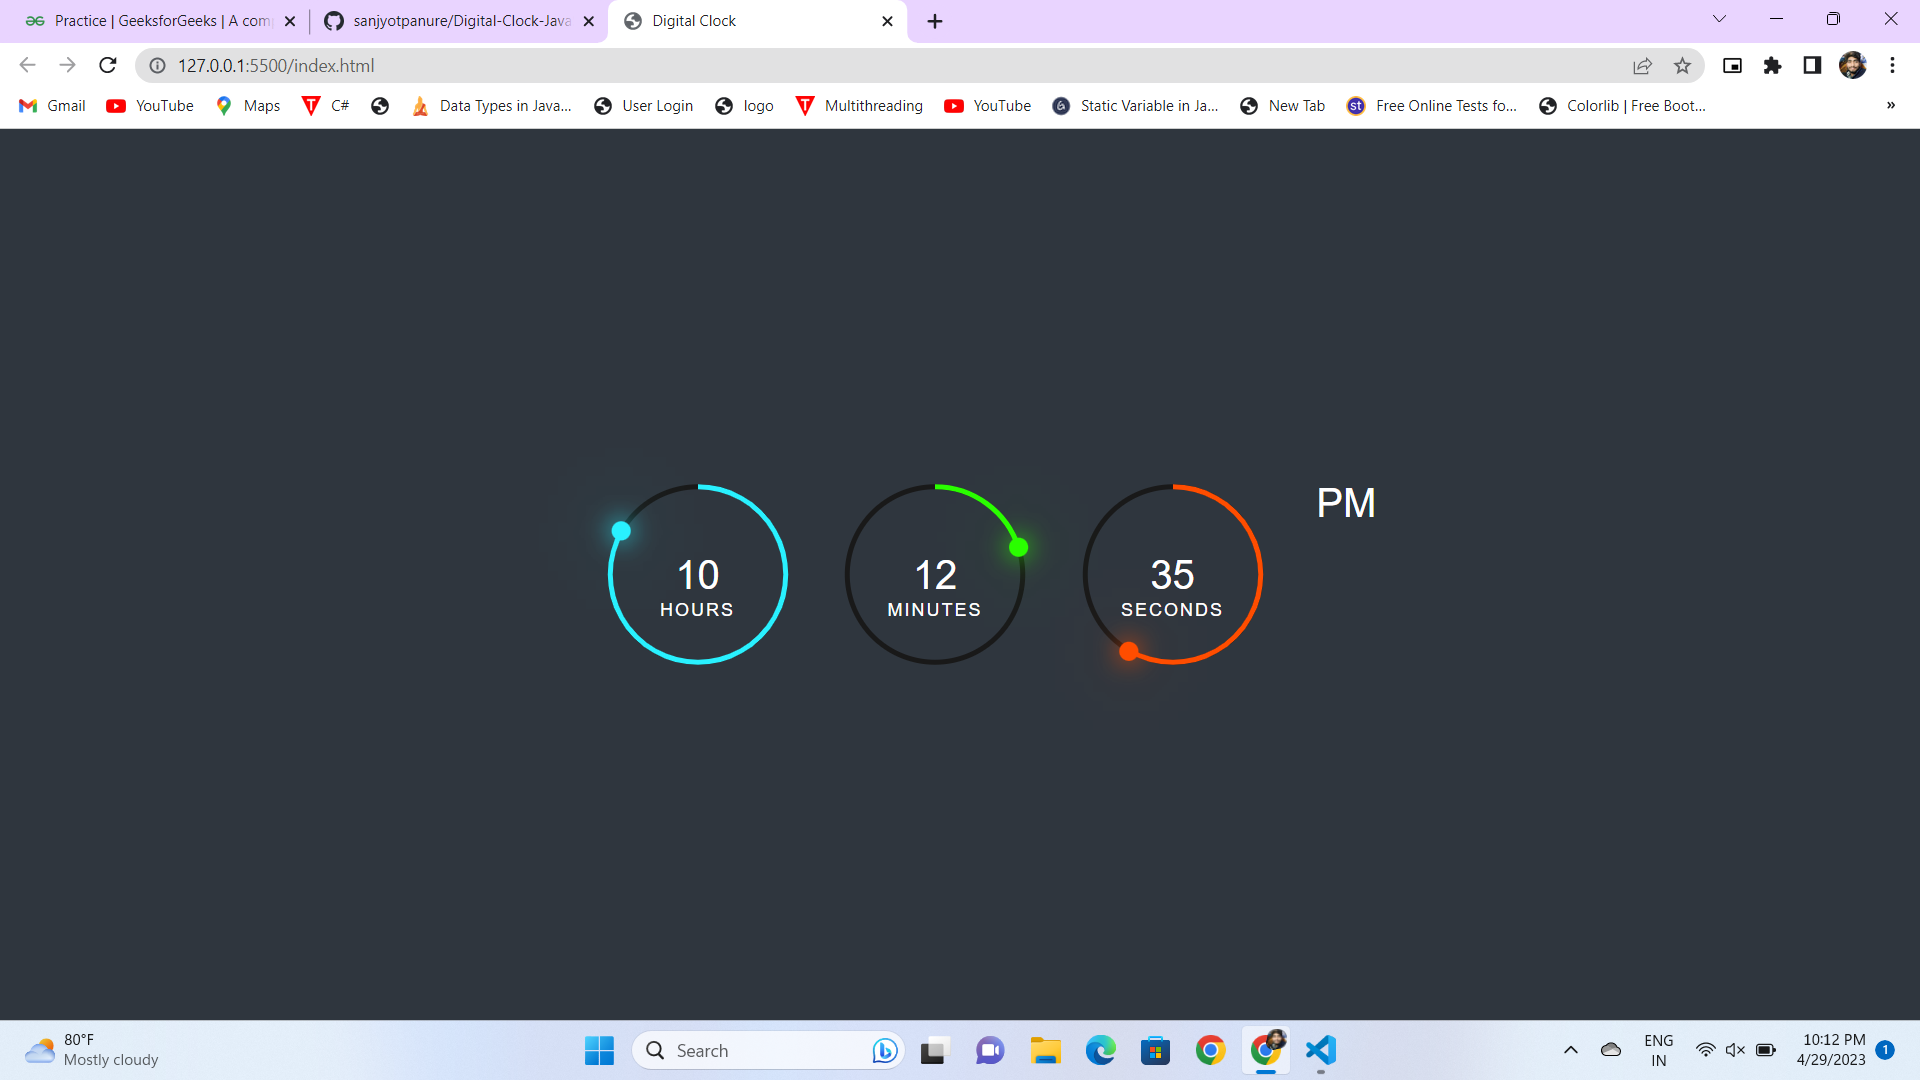 Practice | GeeksforGeeks | A com
sanjyotpanure/Digital-Clock-Java
Digital Clock
127.0.0.1:5500/index.html
Gmail
YouTube
Maps
C#
Data Types in Java...
User Login
logo
Multithreading
YouTube
Static Variable in Ja...
New Tab
st
Free Online Tests fo...
Colorlib | Free Boot...
»
PM
10
HOURS
12
MINUTES
35
SECONDS
80°F
Mostly cloudy
Search
ENG
IN
10:12 PM
4/29/2023
1